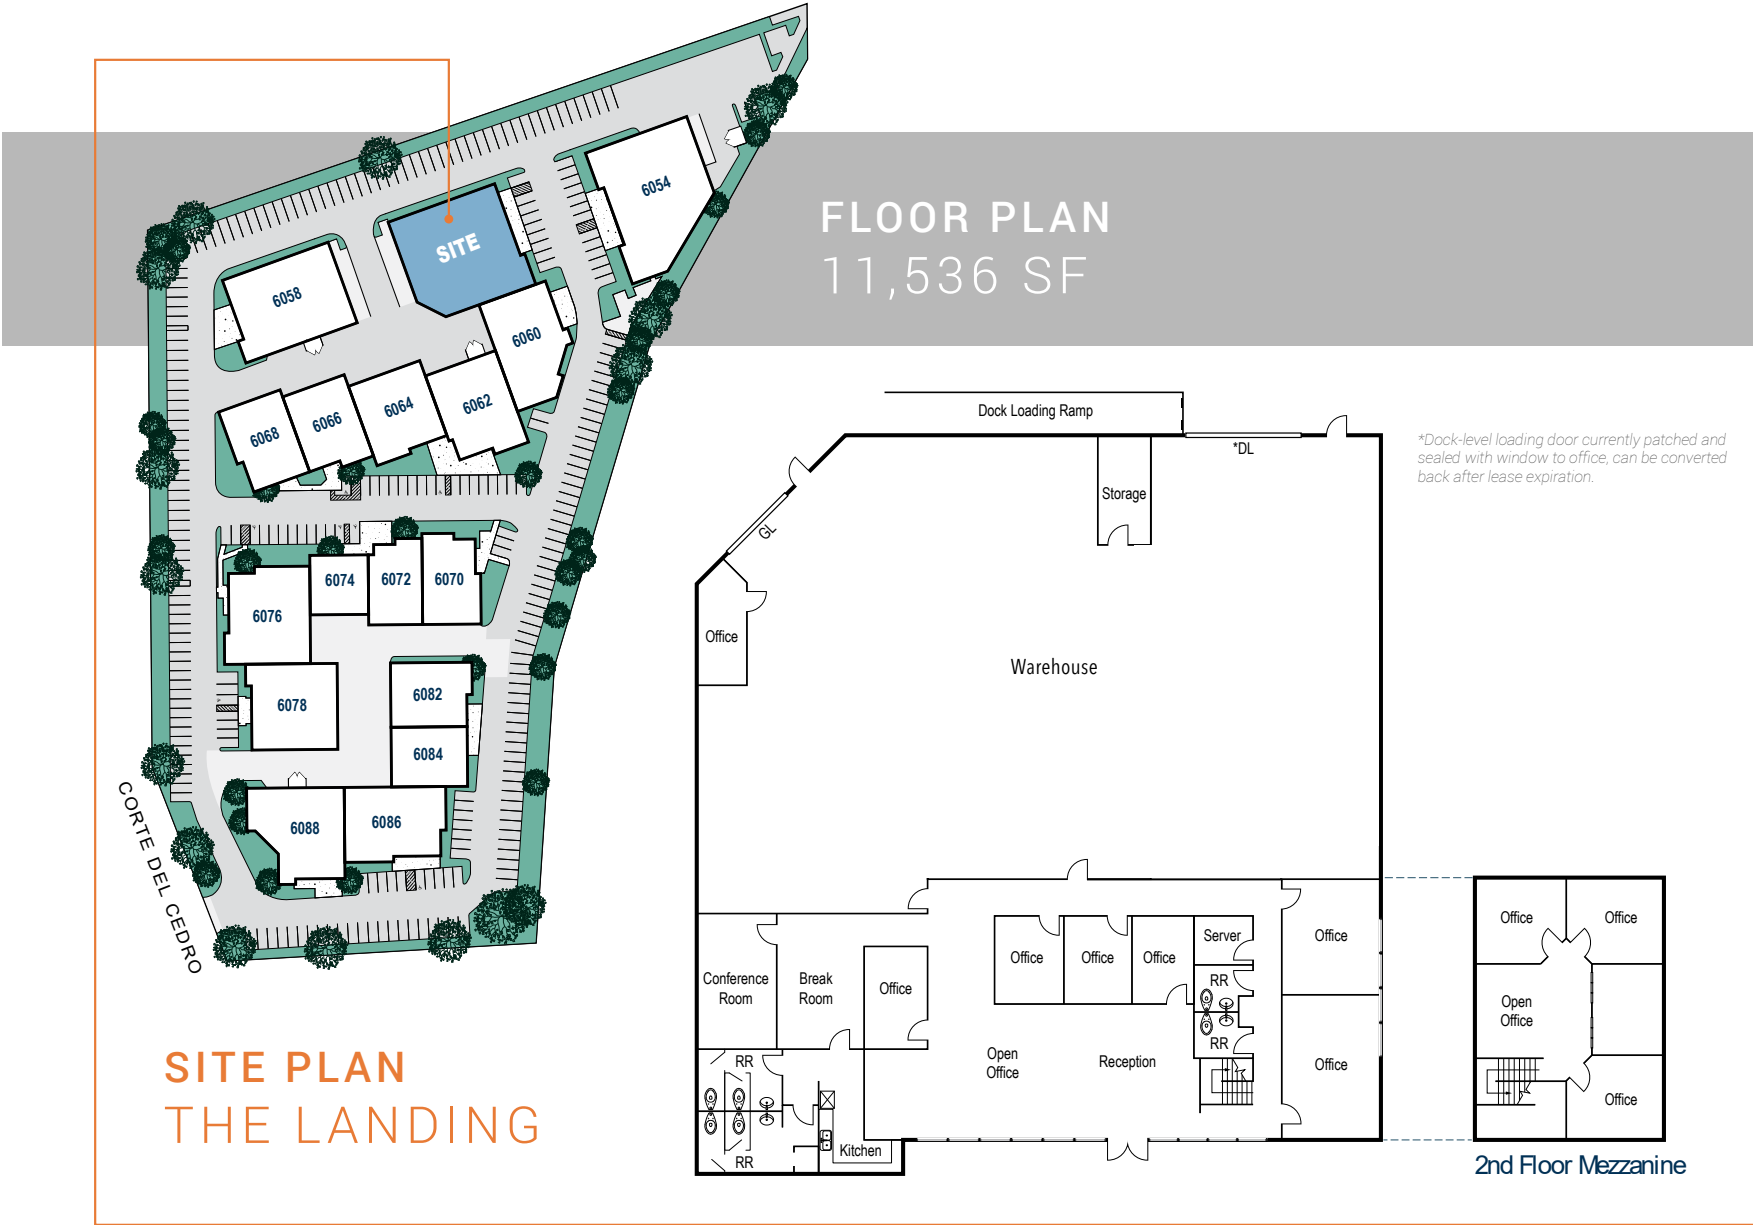 FLOOR PLAN
11,536 SF
SITE
6054
6058
6060
6062
6064
6066
6068
6070
6072
6074
6076
6078
6082
6084
6086
6088
CORTE DEL CEDRO
SITE PLAN
THE LANDING
Dock Loading Ramp
*DL
*Dock-level loading door currently patched and
sealed with window to office, can be converted
back after lease expiration.
Storage
GL
Office
Warehouse
Conference
Room
Break
Room
Office
Office
Office
Office
Server
RR
RR
Office
Office
Open
Office
Reception
RR
RR
Kitchen
Office
Office
Open
Office
Office
2nd Floor Mezzanine